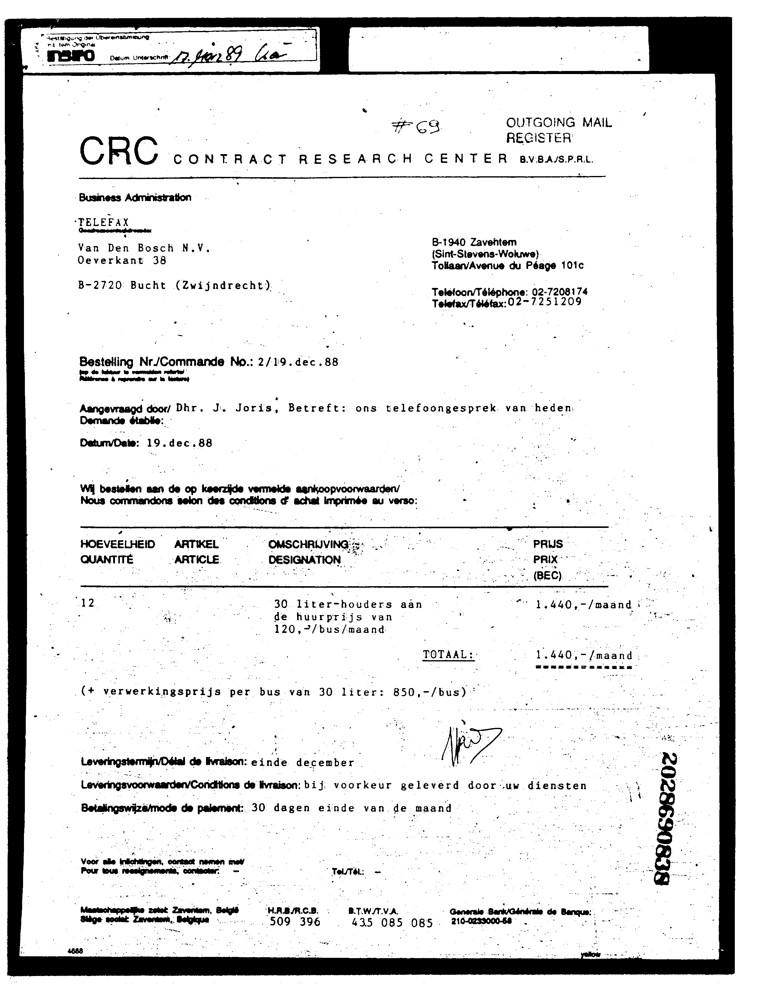 Bestätigung der Übereinstimmung
mit dem Original
INBIFO Datum Unterschrift 17. Jan 89
#69
OUTGOING MAIL
REGISTER
CRC CONTRACT RESEARCH CENTER B.V.B.A./S.P.R.L.
Business Administration
TELEFAX
Van Den Bosch N.V.
Oeverkant 38
B-2720 Bucht (Zwijndrecht)
B-1940 Zavehtem
(Sint-Stevens-Woluwe)
Tollaan/Avenue du Péage 101c
Telefoon/Téléphone: 02-7208174
Telefax/Téléfax: 02-7251209
Bestelling Nr./Commande No.: 2/19.dec.88
(op de faktuur te vermelden referte/
Référence à reprendre sur la facture)
Aangevraagd door/ Dhr. J. Joris, Betreft: ons telefoongesprek van heden
Demande établie:
Datum/Date: 19.dec.88
Wij bestellen aan de op keerzijde vermelde aankoopvoorwaarden/
Nous commandons selon des conditions d' achat imprimée au verso:
HOEVEELHEID ARTIKEL OMSCHRIJVING PRIJS
QUANTITÉ ARTICLE DESIGNATION PRIX
(BEC)
12 30 liter-houders aan 1.440,-/maand
de huurprijs van
120,-/bus/maand
TOTAAL: 1.440,-/maand
(+ verwerkingsprijs per bus van 30 liter: 850,-/bus)
Leveringstermijn/Délai de livraison: einde december
Leveringsvoorwaarden/Conditions de livraison: bij voorkeur geleverd door uw diensten
Betalingswijze/mode de paiement: 30 dagen einde van de maand
2028690838
Voor alle inlichtingen, contact nemen met/
Pour tous renseignements, contacter: –
Tel./Tél.: –
Maatschappelijke zetel: Zaventem, België H.R.B./R.C.B. B.T.W./T.V.A. Generale Bank/Générale de Banque:
Siège social: Zaventem, Belgique 509 396 435 085 085 210-0233000-58
4688
yellow